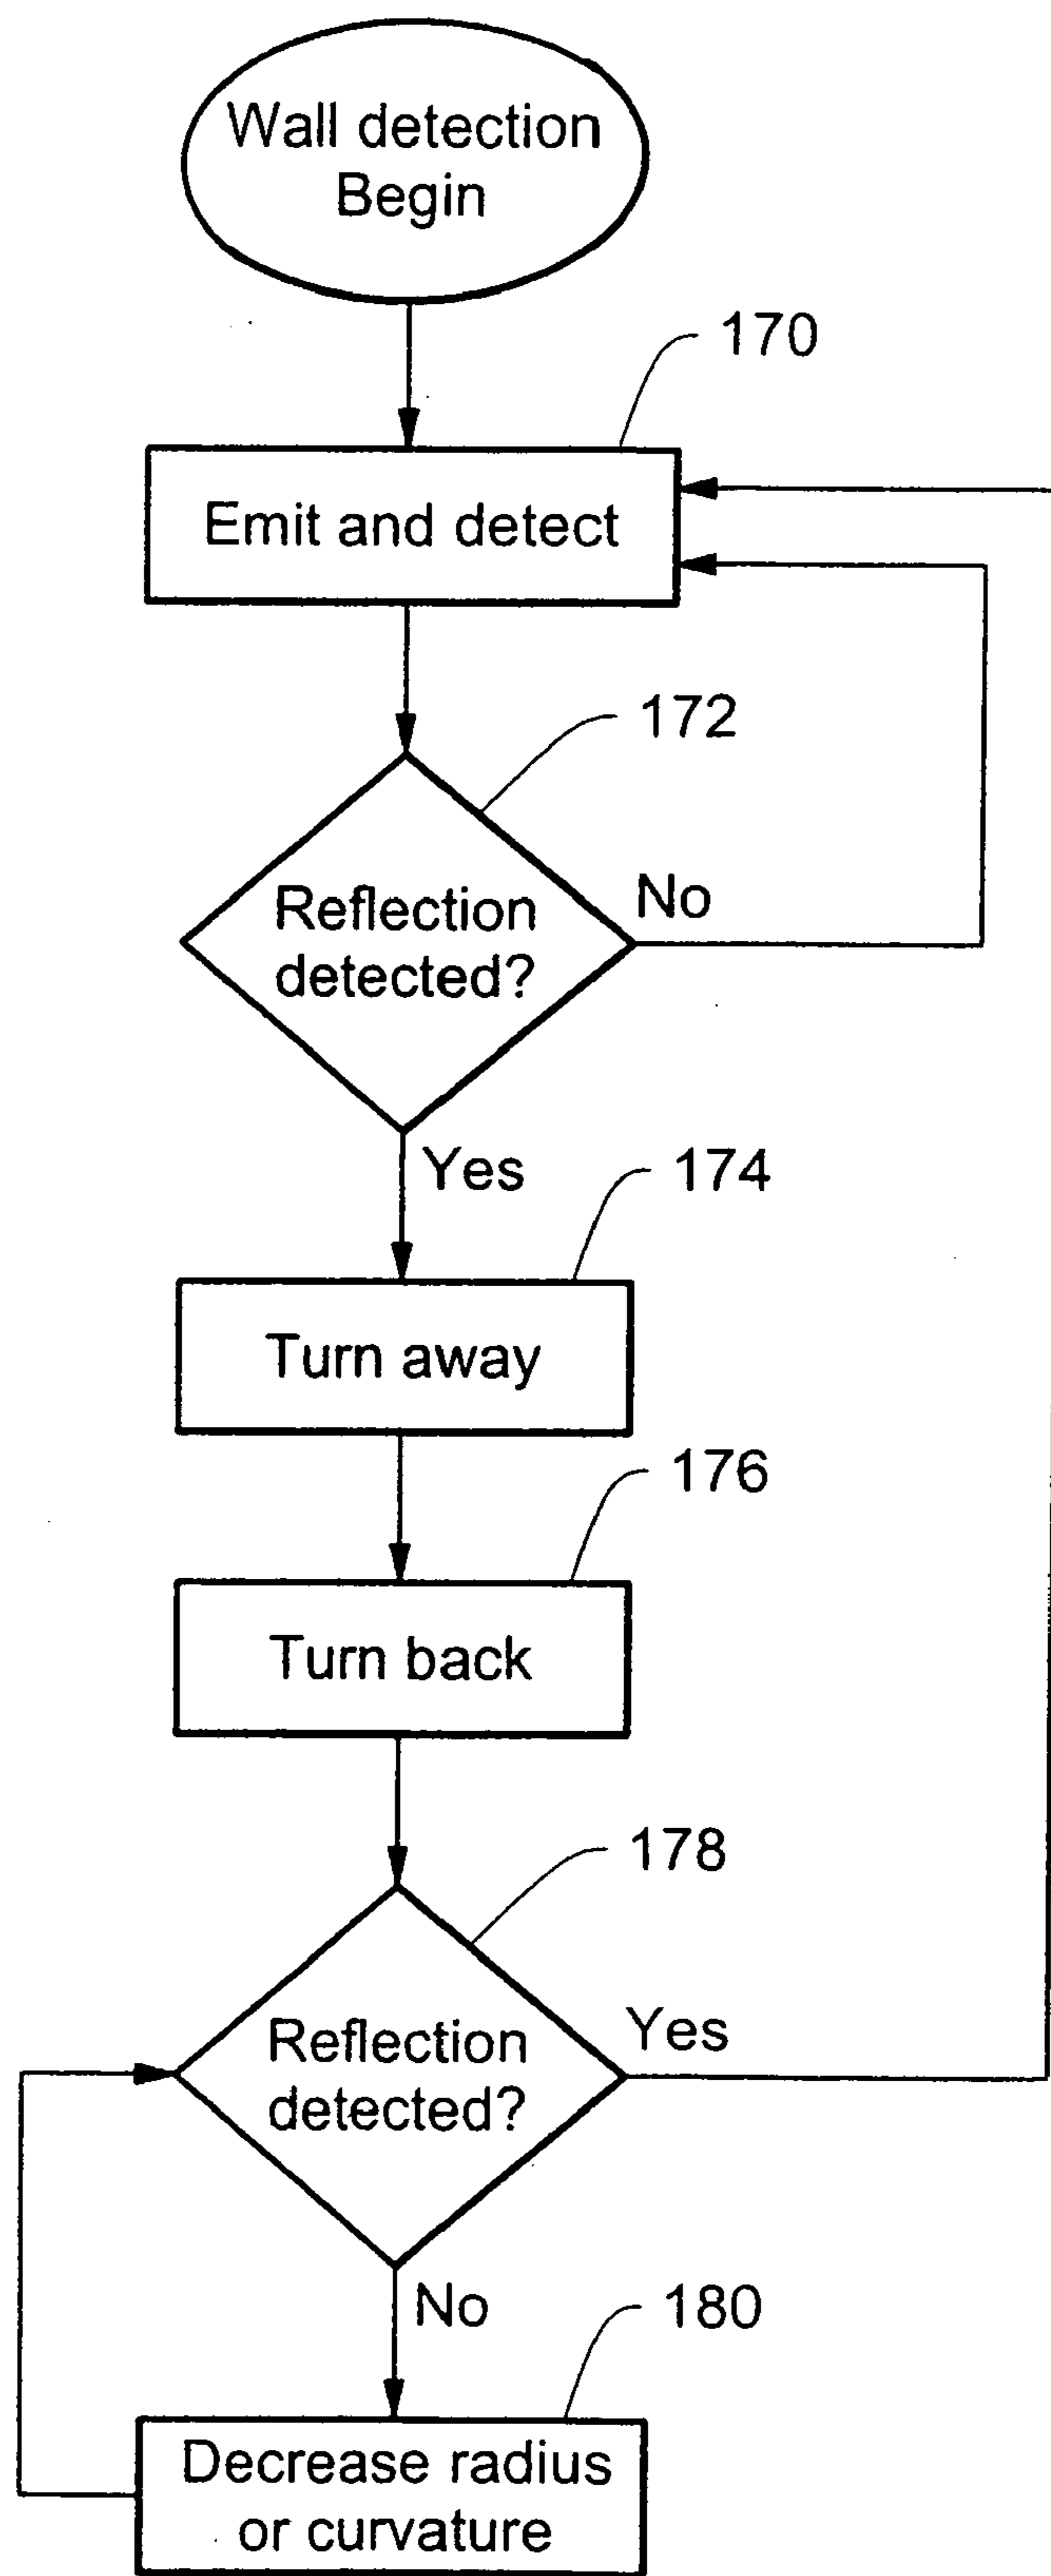 Wall detection
Begin
170
Emit and detect
172
Reflection
detected?
No
Yes
174
Turn away
176
Turn back
178
Reflection
detected?
Yes
No
180
Decrease radius
or curvature